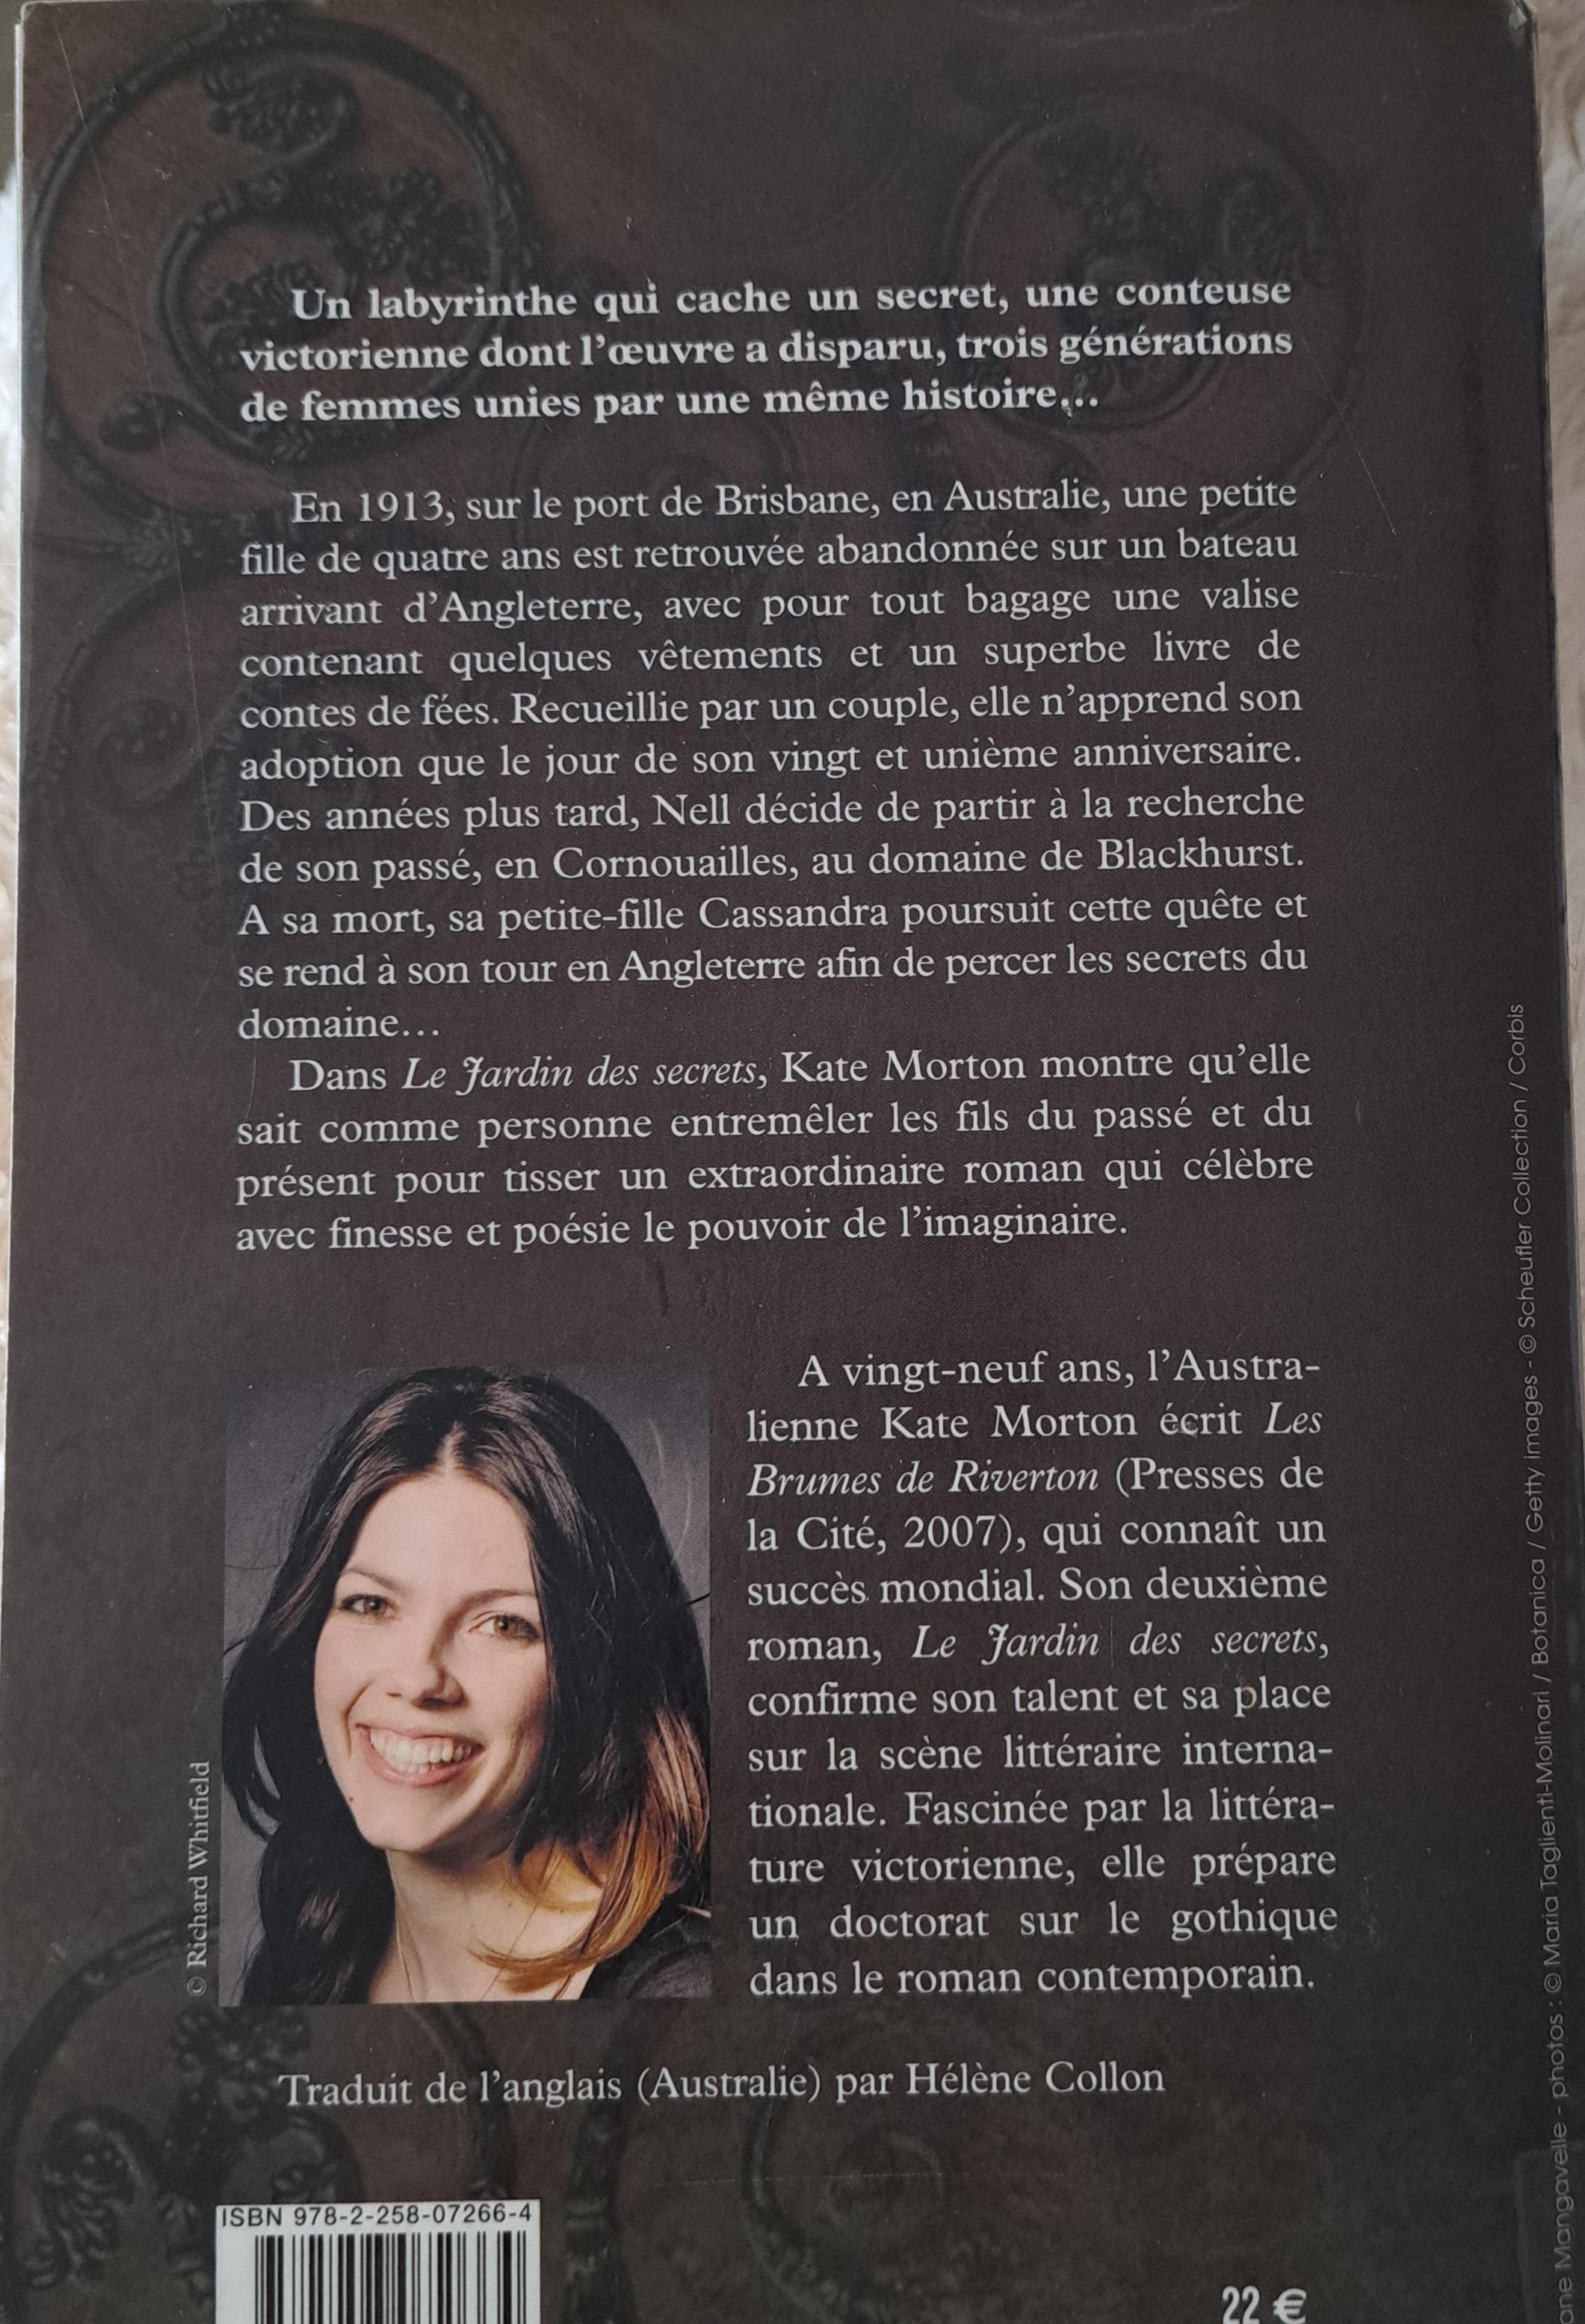 Un labyrinthe qui cache un secret, une conteuse
victorienne dont l'œuvre a disparu, trois générations
de femmes unies par une même histoire...
En 1913, sur le port de Brisbane, en Australie, une petite
fille de quatre ans est retrouvée abandonnée sur un bateau
arrivant d'Angleterre, avec pour tout bagage une valise
contenant quelques vêtements et un superbe livre de
contes de fées. Recueillie par un couple, elle n'apprend son
adoption que le jour de son vingt et unième anniversaire.
Des années plus tard, Nell décide de partir à la recherche
de son passé, en Cornouailles, au domaine de Blackhurst.
A sa mort, sa petite-fille Cassandra poursuit cette quête et
se rend à son tour en Angleterre afin de percer les secrets du
domaine...
Dans Le Jardin des secrets, Kate Morton montre qu'elle
sait comme personne entremêler les fils du passé et du
présent pour tisser un extraordinaire roman qui célèbre
avec finesse et poésie le pouvoir de l'imaginaire.
A vingt-neuf ans, l'Austra-
lienne Kate Morton écrit Les
Brumes de Riverton (Presses de
la Cité, 2007), qui connaît un
succès mondial. Son deuxième
roman, Le Jardin des secrets,
confirme son talent et sa place
sur la scène littéraire interna-
tionale. Fascinée par la littéra-
ture victorienne, elle prépare
un doctorat sur le gothique
dans le roman contemporain.
© Richard Whitfield
Traduit de l'anglais (Australie) par Hélène Collon
ISBN 978-2-258-07266-4
22 €
Mangavelle - photos : © Maria Taglienti-Molinari / Botanica / Getty images - © Scheufler Collection / Corbis